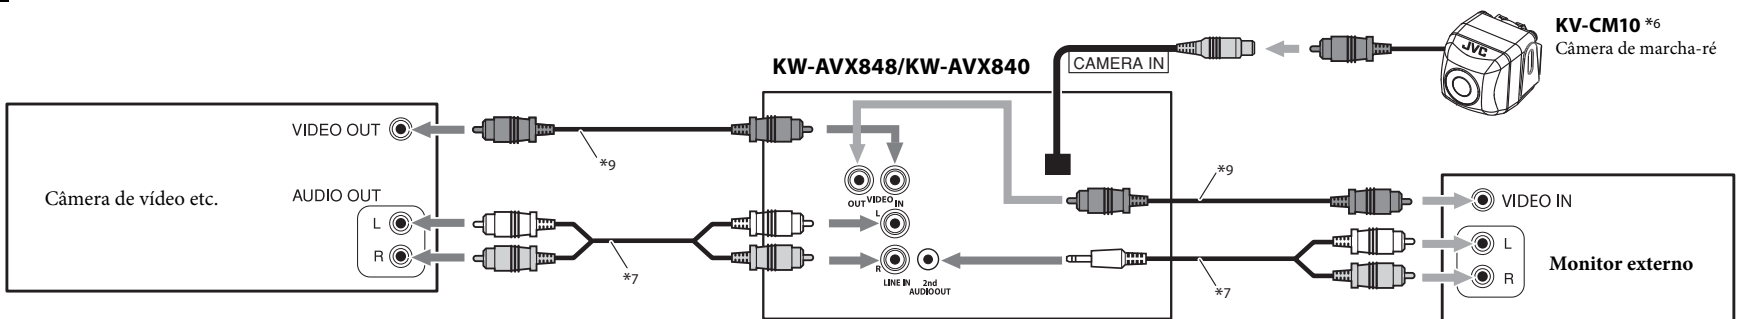 KV-CM10 *6
Câmera de marcha-ré
JVC
CAMERA IN
KW-AVX848/KW-AVX840
VIDEO OUT
*9
Câmera de vídeo etc.
AUDIO OUT
L
R
*7
OUT VIDEO IN
L
R
LINE IN
2nd
AUDIO OUT
*9
*7
VIDEO IN
L
R
Monitor externo